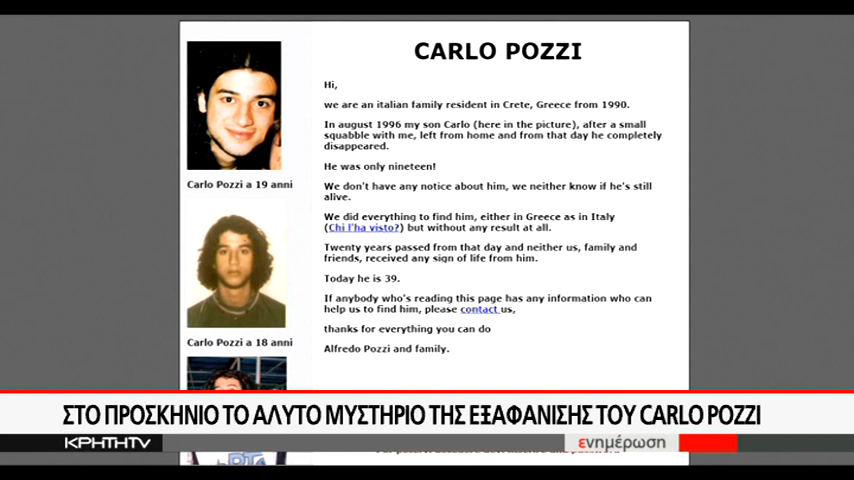 CARLO POZZI
Hi,
we are an italian family resident in Crete, Greece from 1990.
In august 1996 my son Carlo (here in the picture), after a small
squabble with me, left from home and from that day he completely
disappeared.
He was only nineteen!
We don't have any notice about him, we neither know if he's still
alive.
We did everything to find him, either in Greece as in Italy
(Chi l'ha visto?) but without any result at all.
Twenty years passed from that day and neither us, family and
friends, received any sign of life from him.
Today he is 39.
If anybody who's reading this page has any information who can
help us to find him, please contact us,
thanks for everything you can do
Alfredo Pozzi and family.
Carlo Pozzi a 19 anni
Carlo Pozzi a 18 anni
ΣΤΟ ΠΡΟΣΚΗΝΙΟ ΤΟ ΑΛΥΤΟ ΜΥΣΤΗΡΙΟ ΤΗΣ ΕΞΑΦΑΝΙΣΗΣ ΤΟΥ CARLO POZZI
ΚΡΗΤΗTV
ενημέρωση